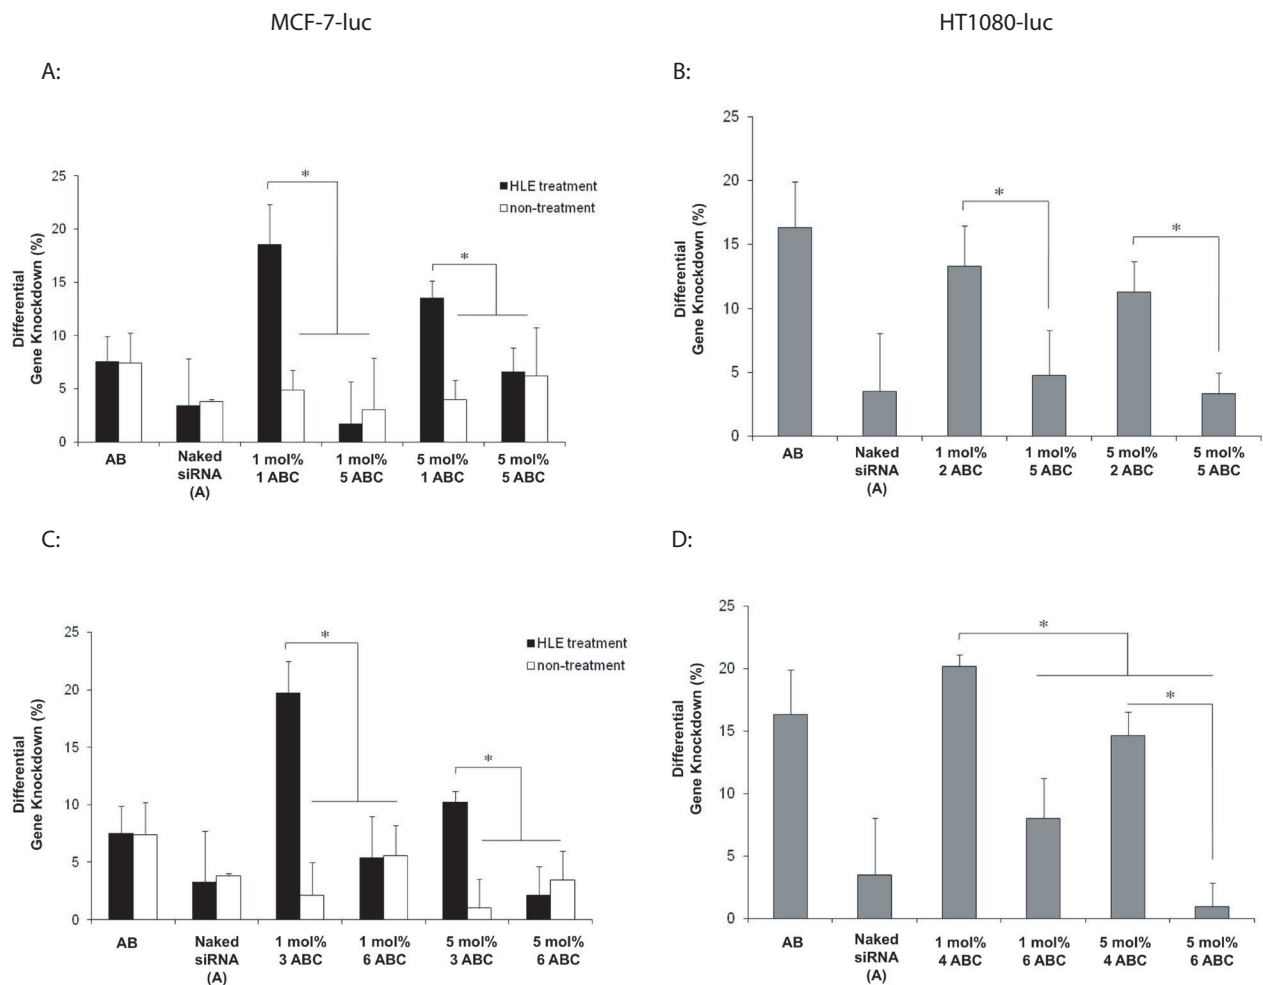 MCF-7-luc
HT1080-luc
A:
Differential
Gene Knockdown (%)
25
20
15
10
5
0
*
*
HLE treatment
non-treatment
AB
Naked
siRNA
(A)
1 mol%
1 ABC
1 mol%
5 ABC
5 mol%
1 ABC
5 mol%
5 ABC
B:
Differential
Gene Knockdown (%)
25
20
15
10
5
0
*
*
AB
Naked
siRNA
(A)
1 mol%
2 ABC
1 mol%
5 ABC
5 mol%
2 ABC
5 mol%
5 ABC
C:
Differential
Gene Knockdown (%)
25
20
15
10
5
0
*
*
HLE treatment
non-treatment
AB
Naked
siRNA
(A)
1 mol%
3 ABC
1 mol%
6 ABC
5 mol%
3 ABC
5 mol%
6 ABC
D:
Differential
Gene Knockdown (%)
25
20
15
10
5
0
*
*
AB
Naked
siRNA
(A)
1 mol%
4 ABC
1 mol%
6 ABC
5 mol%
4 ABC
5 mol%
6 ABC